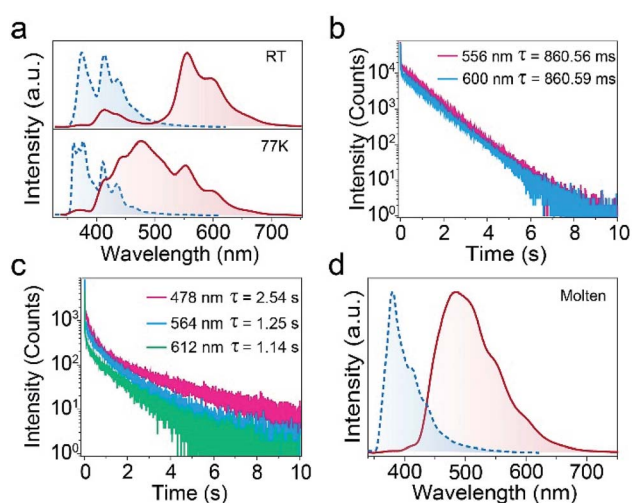 a
RT
77K
Intensity (a.u.)
400 500 600 700
Wavelength (nm)
b
556 nm τ = 860.56 ms
600 nm τ = 860.59 ms
Intensity (Counts)
10⁴
10³
10²
10¹
10⁰
0 2 4 6 8 10
Time (s)
c
478 nm τ = 2.54 s
564 nm τ = 1.25 s
612 nm τ = 1.14 s
Intensity (Counts)
10³
10²
10¹
10⁰
0 2 4 6 8 10
Time (s)
d
Molten
Intensity (a.u.)
400 500 600 700
Wavelength (nm)